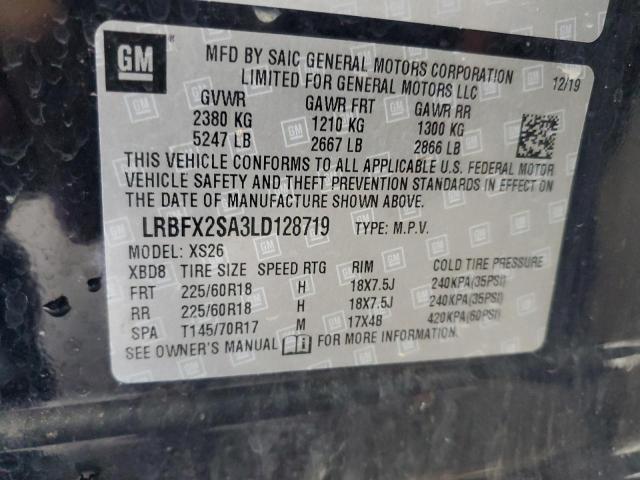 GM
MFD BY SAIC GENERAL MOTORS CORPORATION
LIMITED FOR GENERAL MOTORS LLC
12/19
GVWR GAWR FRT GAWR RR
2380 KG 1210 KG 1300 KG
5247 LB 2667 LB 2866 LB
THIS VEHICLE CONFORMS TO ALL APPLICABLE U.S. FEDERAL MOTOR
VEHICLE SAFETY AND THEFT PREVENTION STANDARDS IN EFFECT ON
THE DATE OF MANUFACTURE SHOWN ABOVE.
LRBFX2SA3LD128719 TYPE: M.P.V.
MODEL: XS26
XBD8 TIRE SIZE SPEED RTG RIM COLD TIRE PRESSURE
FRT 225/60R18 H 18X7.5J 240KPA(35PSI)
RR 225/60R18 H 18X7.5J 240KPA(35PSI)
SPA T145/70R17 M 17X4B 420KPA(60PSI)
SEE OWNER'S MANUAL FOR MORE INFORMATION.